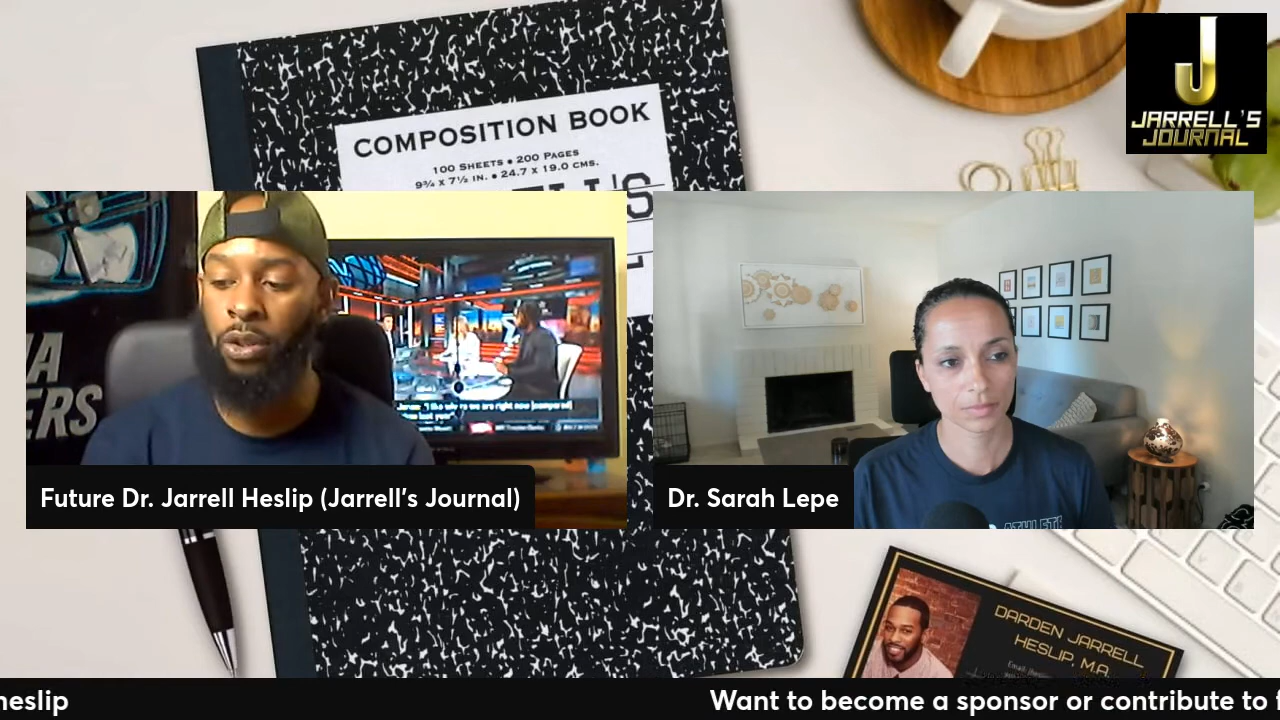 COMPOSITION BOOK
100 SHEETS • 200 PAGES
9¾ x 7½ IN. • 24.7 x 19.0 CMS.
J
JARRELL'S
JOURNAL
ATHLETE
Future Dr. Jarrell Heslip (Jarrell's Journal)
Dr. Sarah Lepe
DARDEN JARRELL
HESLIP, M.A.
heslip
Want to become a sponsor or contribute to